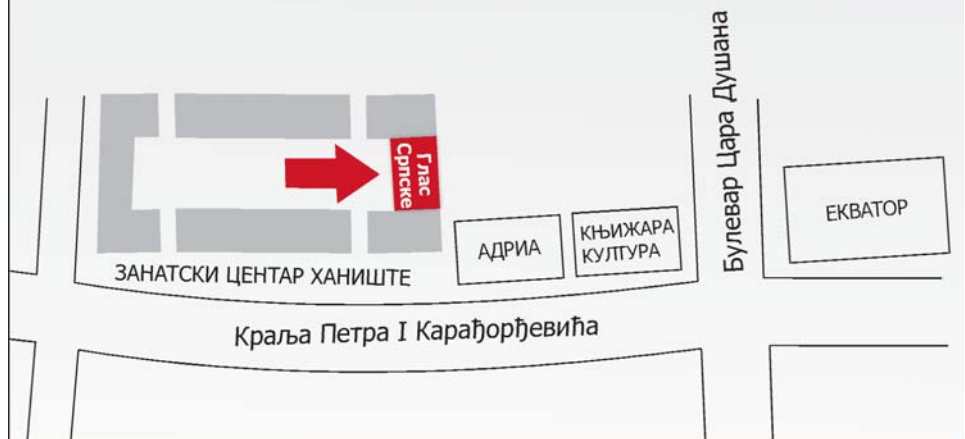 Булевар Цара Душана
Глас
Српске
ЕКВАТОР
АДРИА
КЊИЖАРА
КУЛТУРА
ЗАНАТСКИ ЦЕНТАР ХАНИШТЕ
Краља Петра I Карађорђевића